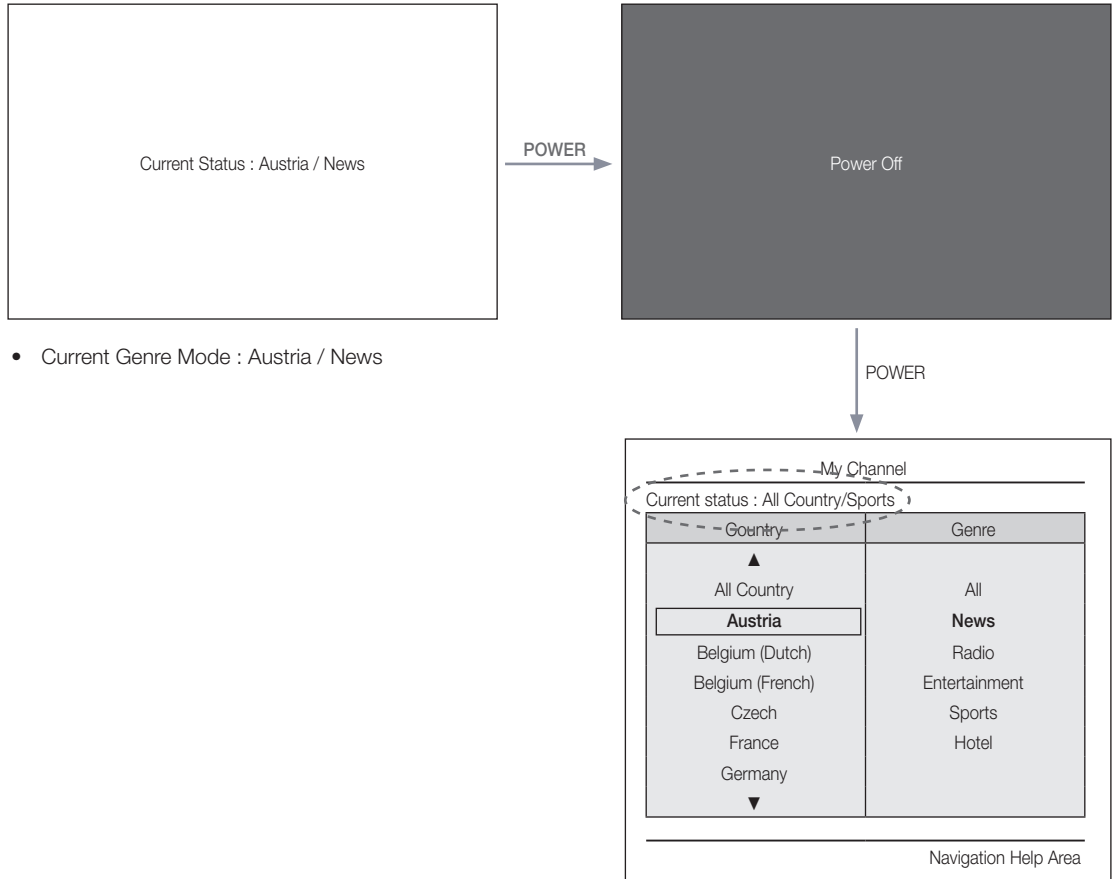 Current Status : Austria / News
POWER
Power Off
• Current Genre Mode : Austria / News
POWER
My Channel
Current status : All Country/Sports
Country Genre
▲
All Country All
Austria News
Belgium (Dutch) Radio
Belgium (French) Entertainment
Czech Sports
France Hotel
Germany
▼
Navigation Help Area